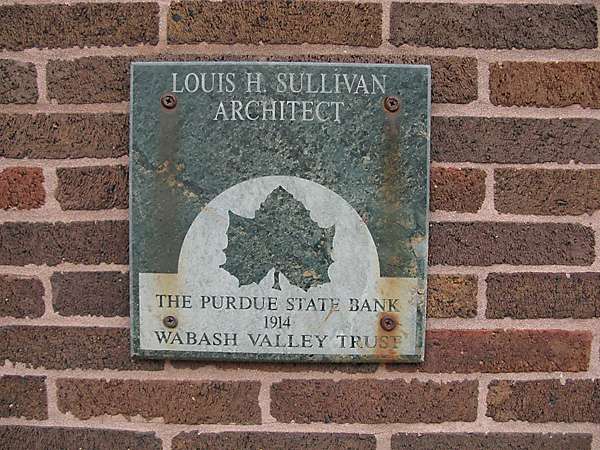 LOUIS H. SULLIVAN
ARCHITECT
THE PURDUE STATE BANK
1914
WABASH VALLEY TRUST